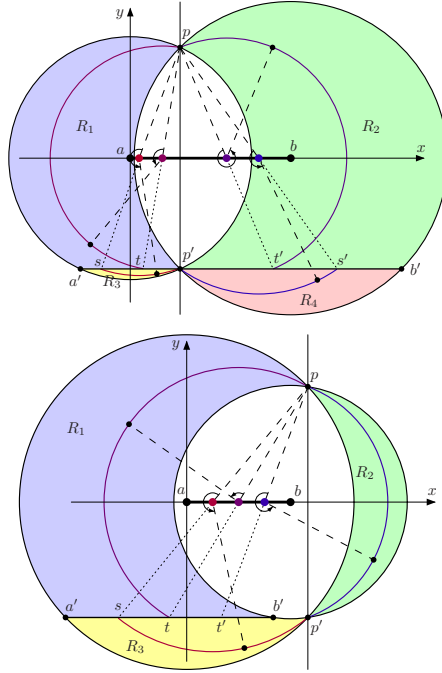 y
p
R₁
R₂
a
b
x
s
t
p′
t′
s′
a′
R₃
R₄
b′
y
p
R₁
R₂
a
b
x
a′
s
t
t′
b′
p′
R₃